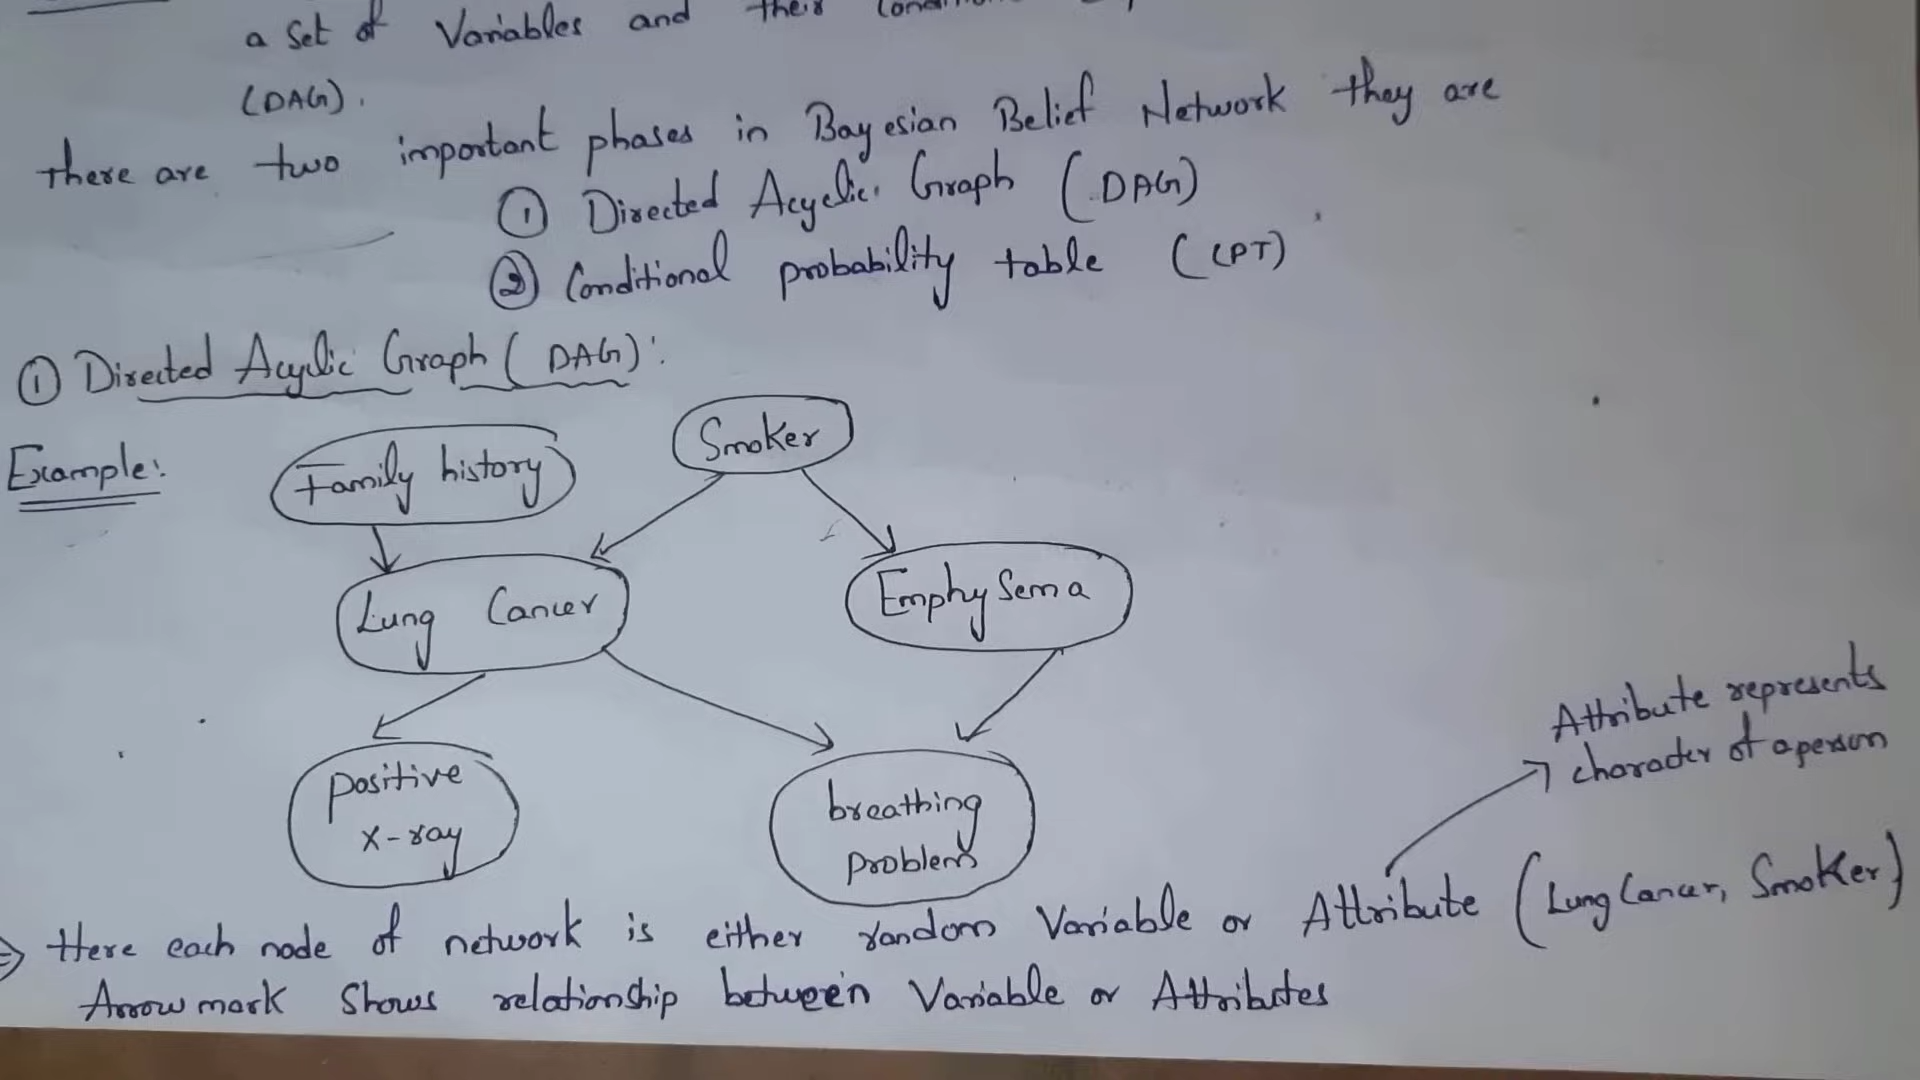 a Set of Variables and their
(DAG).
there are two important phases in Bayesian Belief Network they are
① Directed Acyclic Graph (DAG)
② Conditional probability table (CPT)
① Directed Acyclic Graph (DAG):
Example:
Family history
Smoker
Lung Cancer
Emphysema
positive
x-ray
breathing
problem
Attribute represents
character of a person
⇒ Here each node of network is either random Variable or Attribute (Lung Cancer, Smoker)
Arrow mark Shows relationship between Variable or Attributes